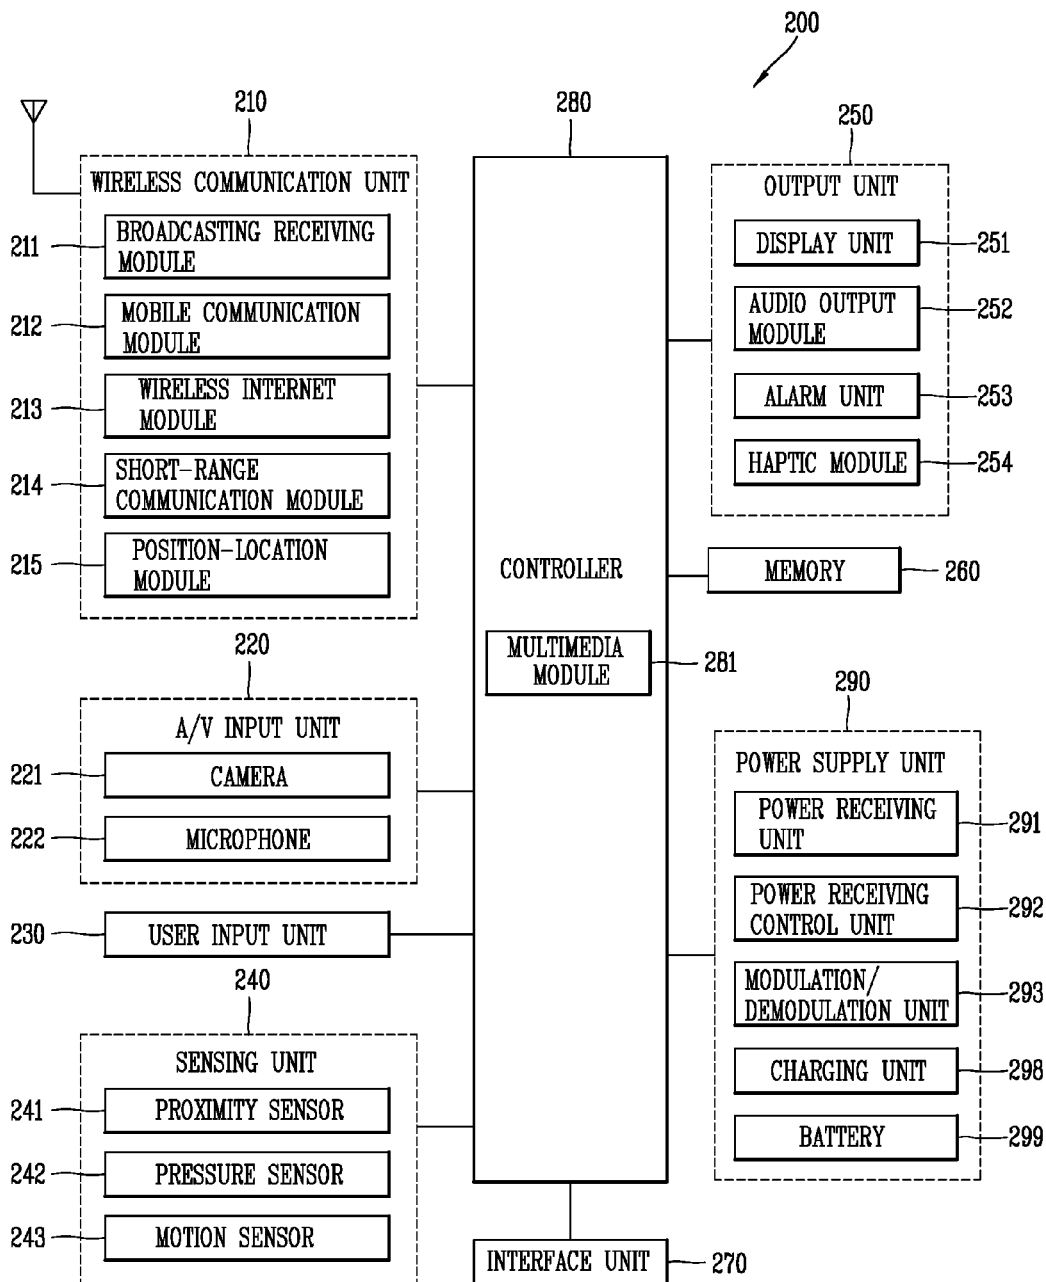 200
210
WIRELESS COMMUNICATION UNIT
211
BROADCASTING RECEIVING
MODULE
212
MOBILE COMMUNICATION
MODULE
213
WIRELESS INTERNET
MODULE
214
SHORT-RANGE
COMMUNICATION MODULE
215
POSITION-LOCATION
MODULE
220
A/V INPUT UNIT
221
CAMERA
222
MICROPHONE
230
USER INPUT UNIT
240
SENSING UNIT
241
PROXIMITY SENSOR
242
PRESSURE SENSOR
243
MOTION SENSOR
280
CONTROLLER
MULTIMEDIA
MODULE
281
INTERFACE UNIT
270
250
OUTPUT UNIT
DISPLAY UNIT
251
AUDIO OUTPUT
MODULE
252
ALARM UNIT
253
HAPTIC MODULE
254
MEMORY
260
290
POWER SUPPLY UNIT
POWER RECEIVING
UNIT
291
POWER RECEIVING
CONTROL UNIT
292
MODULATION/
DEMODULATION UNIT
293
CHARGING UNIT
298
BATTERY
299